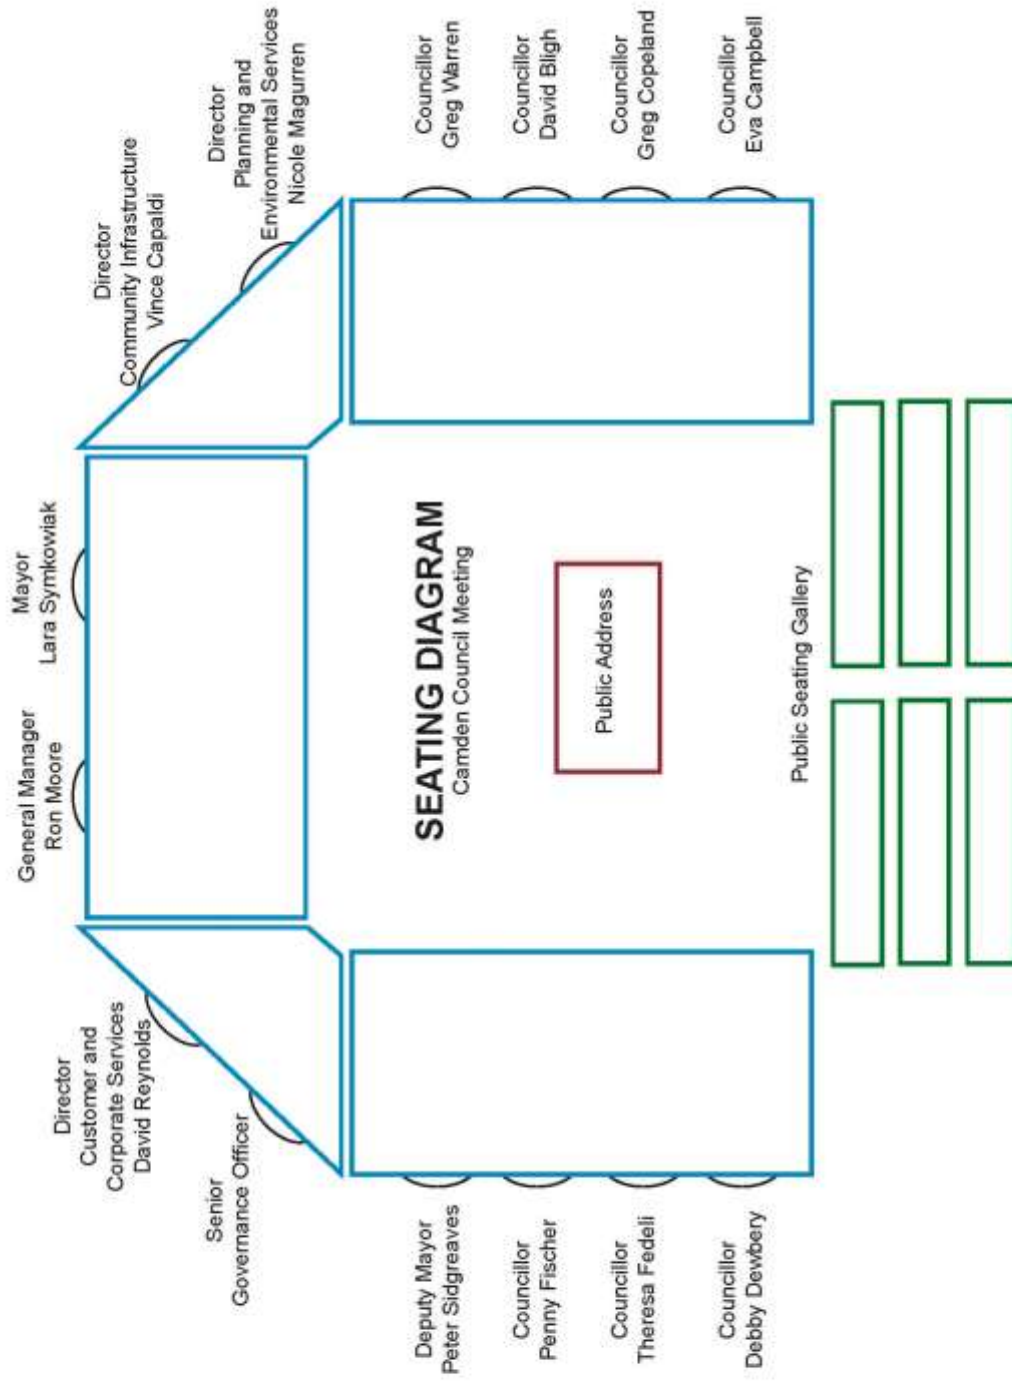 General Manager
Ron Moore
Mayor
Lara Symkowiak
Director
Customer and
Corporate Services
David Reynolds
Director
Community Infrastructure
Vince Capaldi
Senior
Governance Officer
Director
Planning and
Environmental Services
Nicole Magurren
Deputy Mayor
Peter Sidgreaves
SEATING DIAGRAM
Camden Council Meeting
Councillor
Greg Warren
Councillor
Penny Fischer
Councillor
David Bligh
Councillor
Theresa Fedeli
Public Address
Councillor
Greg Copeland
Councillor
Debby Dewbery
Councillor
Eva Campbell
Public Seating Gallery